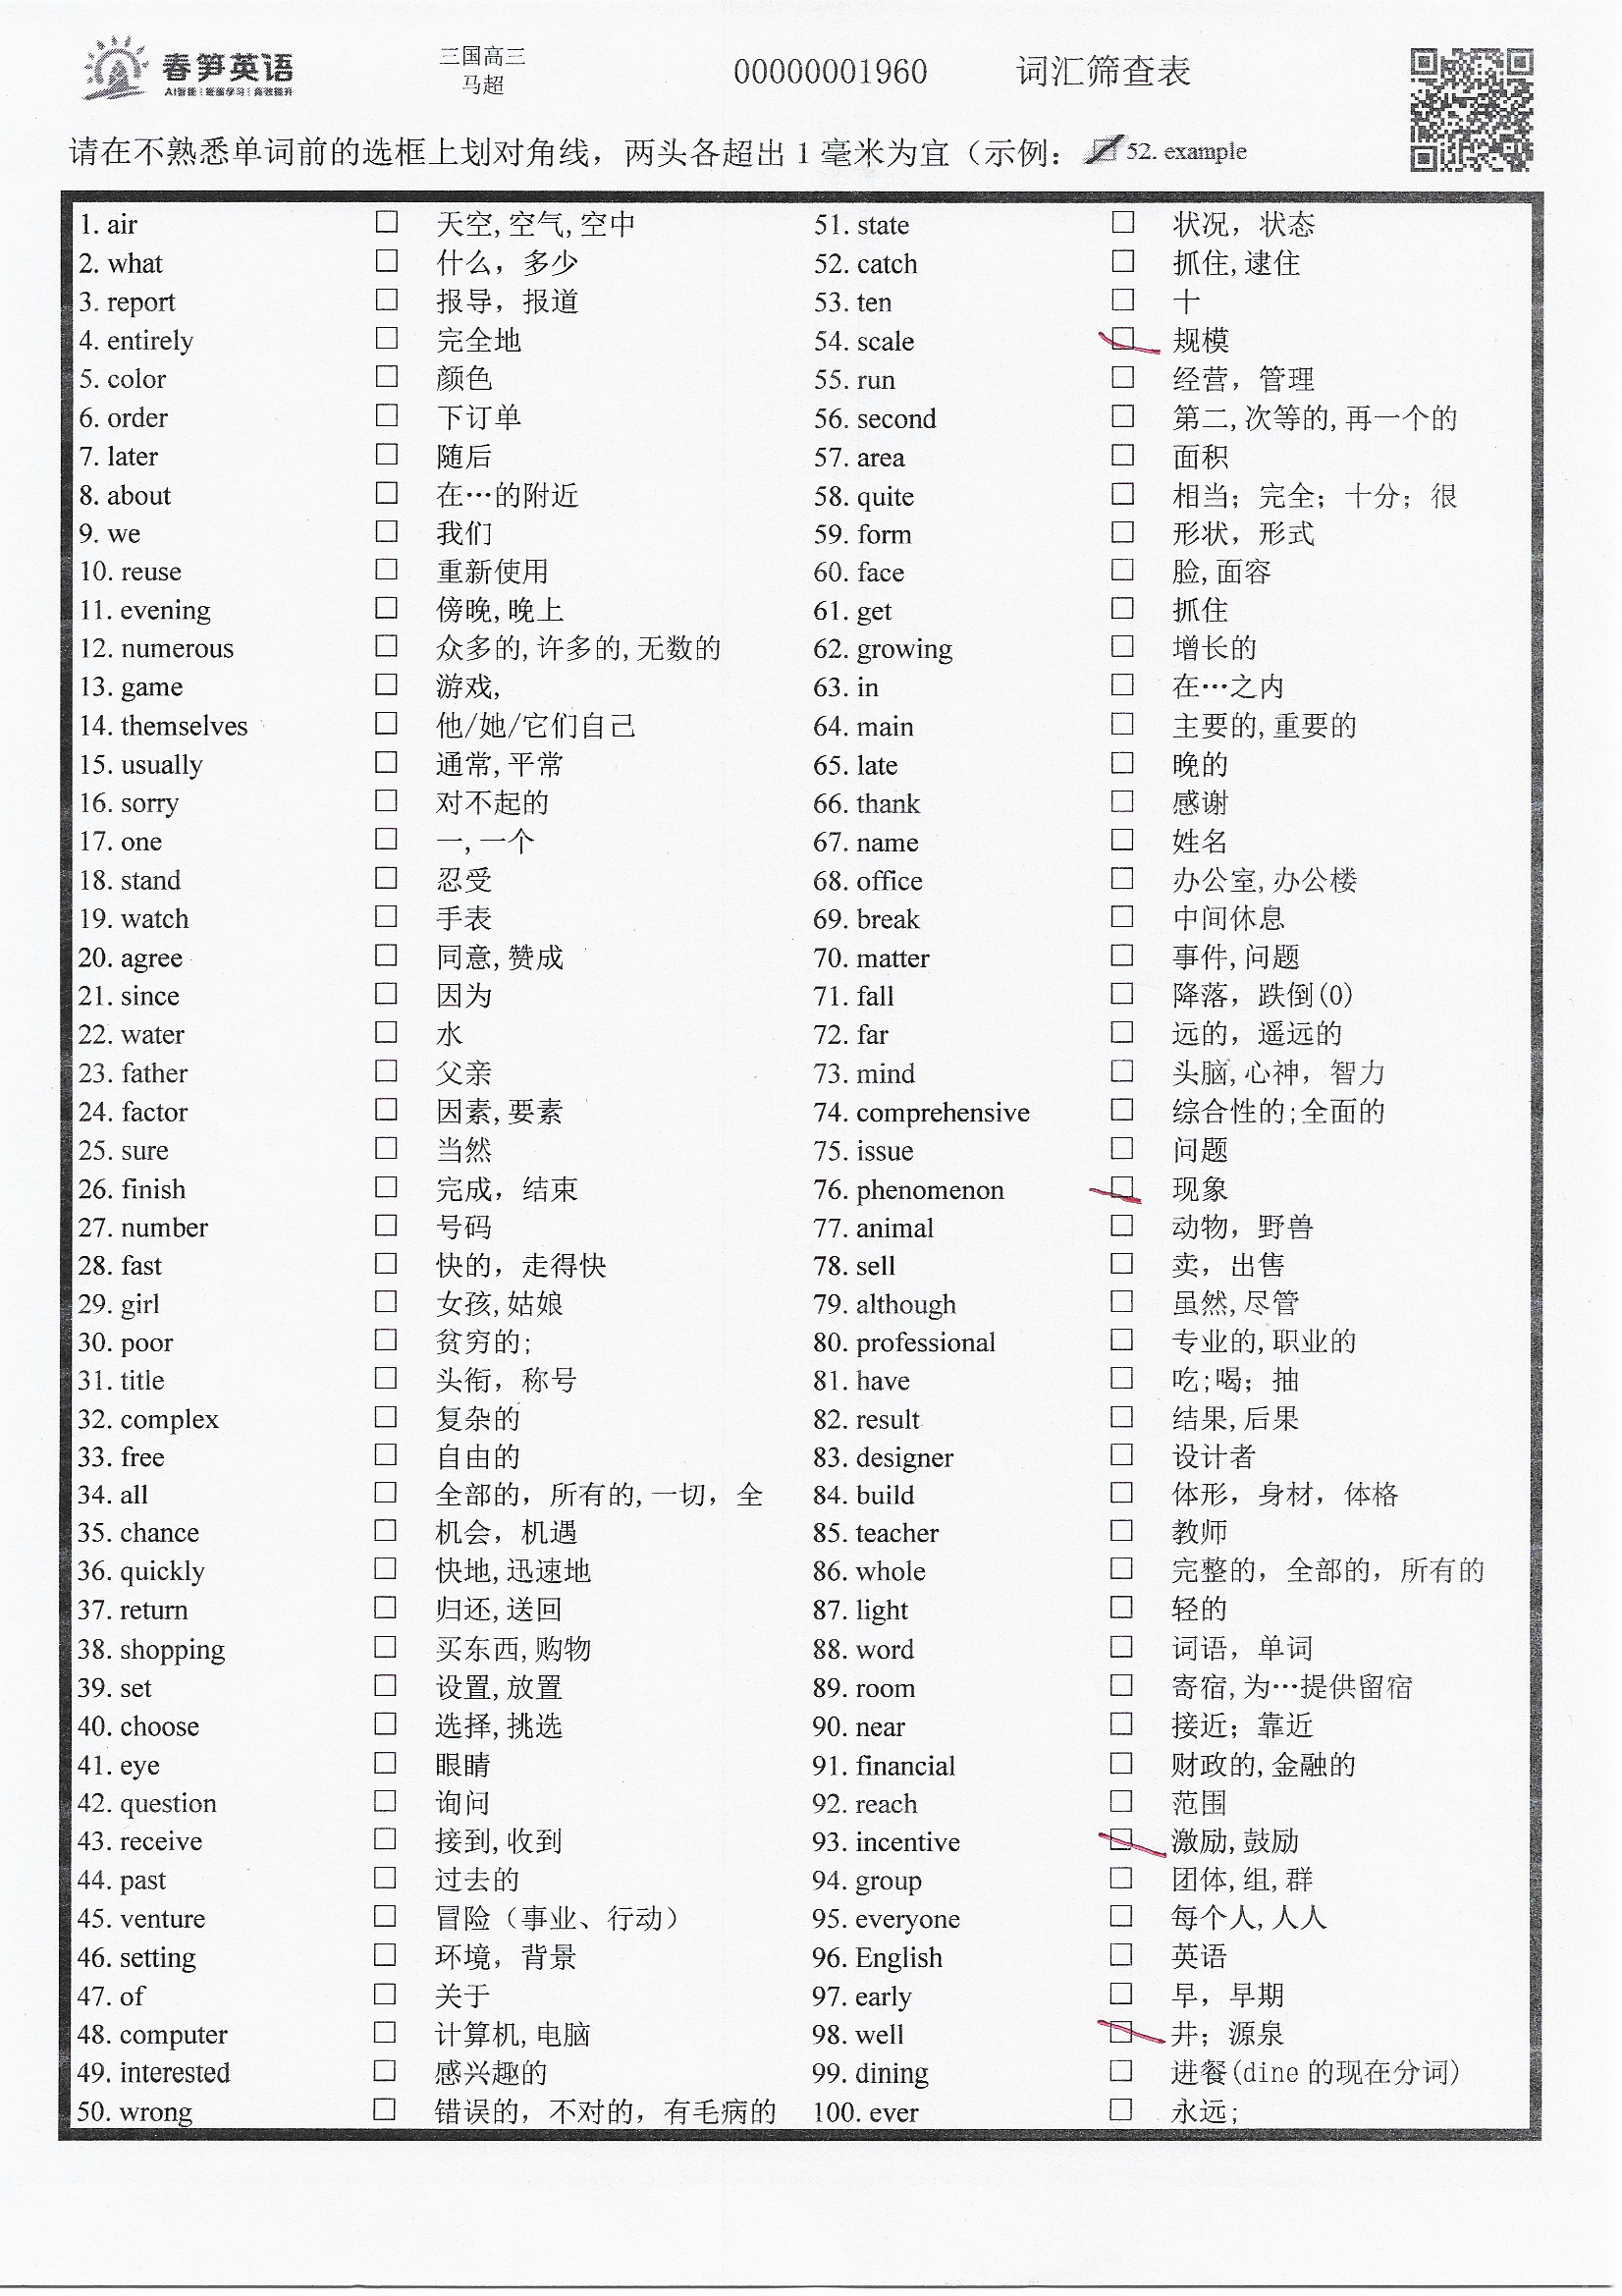 春笋英语
AI智能|能循学习|高效提升
三国高三
马超
00000001960
词汇筛查表
请在不熟悉单词前的选框上划对角线，两头各超出 1 毫米为宜（示例： 52. example
1. air □ 天空,空气,空中 51. state □ 状况，状态
2. what □ 什么，多少 52. catch □ 抓住,逮住
3. report □ 报导，报道 53. ten □ 十
4. entirely □ 完全地 54. scale □ 规模
5. color □ 颜色 55. run □ 经营，管理
6. order □ 下订单 56. second □ 第二,次等的,再一个的
7. later □ 随后 57. area □ 面积
8. about □ 在…的附近 58. quite □ 相当；完全；十分；很
9. we □ 我们 59. form □ 形状，形式
10. reuse □ 重新使用 60. face □ 脸,面容
11. evening □ 傍晚,晚上 61. get □ 抓住
12. numerous □ 众多的,许多的,无数的 62. growing □ 增长的
13. game □ 游戏, 63. in □ 在…之内
14. themselves □ 他/她/它们自己 64. main □ 主要的,重要的
15. usually □ 通常,平常 65. late □ 晚的
16. sorry □ 对不起的 66. thank □ 感谢
17. one □ 一,一个 67. name □ 姓名
18. stand □ 忍受 68. office □ 办公室,办公楼
19. watch □ 手表 69. break □ 中间休息
20. agree □ 同意,赞成 70. matter □ 事件,问题
21. since □ 因为 71. fall □ 降落，跌倒(0)
22. water □ 水 72. far □ 远的，遥远的
23. father □ 父亲 73. mind □ 头脑,心神，智力
24. factor □ 因素,要素 74. comprehensive □ 综合性的;全面的
25. sure □ 当然 75. issue □ 问题
26. finish □ 完成，结束 76. phenomenon □ 现象
27. number □ 号码 77. animal □ 动物，野兽
28. fast □ 快的，走得快 78. sell □ 卖，出售
29. girl □ 女孩,姑娘 79. although □ 虽然,尽管
30. poor □ 贫穷的; 80. professional □ 专业的,职业的
31. title □ 头衔，称号 81. have □ 吃;喝；抽
32. complex □ 复杂的 82. result □ 结果,后果
33. free □ 自由的 83. designer □ 设计者
34. all □ 全部的，所有的,一切，全 84. build □ 体形，身材，体格
35. chance □ 机会，机遇 85. teacher □ 教师
36. quickly □ 快地,迅速地 86. whole □ 完整的，全部的，所有的
37. return □ 归还,送回 87. light □ 轻的
38. shopping □ 买东西,购物 88. word □ 词语，单词
39. set □ 设置,放置 89. room □ 寄宿,为…提供留宿
40. choose □ 选择,挑选 90. near □ 接近；靠近
41. eye □ 眼睛 91. financial □ 财政的,金融的
42. question □ 询问 92. reach □ 范围
43. receive □ 接到,收到 93. incentive □ 激励,鼓励
44. past □ 过去的 94. group □ 团体,组,群
45. venture □ 冒险（事业、行动） 95. everyone □ 每个人,人人
46. setting □ 环境，背景 96. English □ 英语
47. of □ 关于 97. early □ 早，早期
48. computer □ 计算机,电脑 98. well □ 井；源泉
49. interested □ 感兴趣的 99. dining □ 进餐(dine 的现在分词)
50. wrong □ 错误的，不对的，有毛病的 100. ever □ 永远;